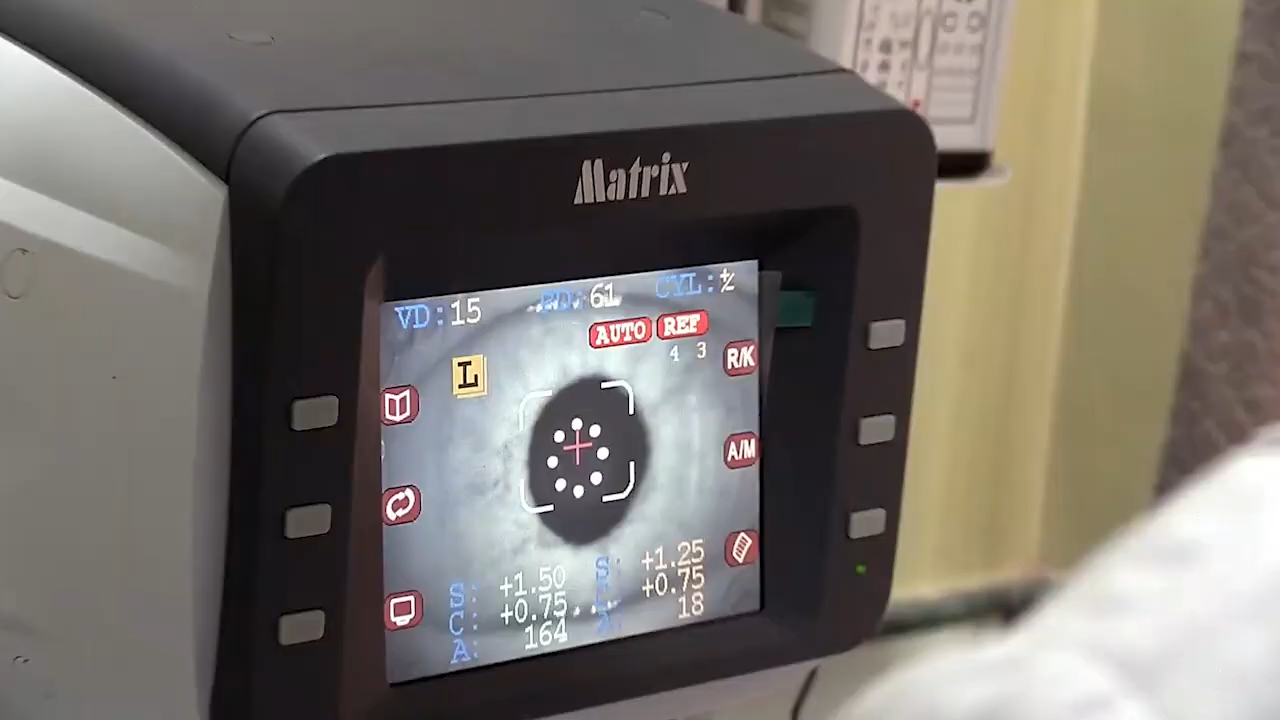 Matrix
VD:15 PD:61 CYL:±
AUTO REF
4 3
R/K
L
A/M
S: +1.50 S: +1.25
C: +0.75 +0.75
A: 164 18